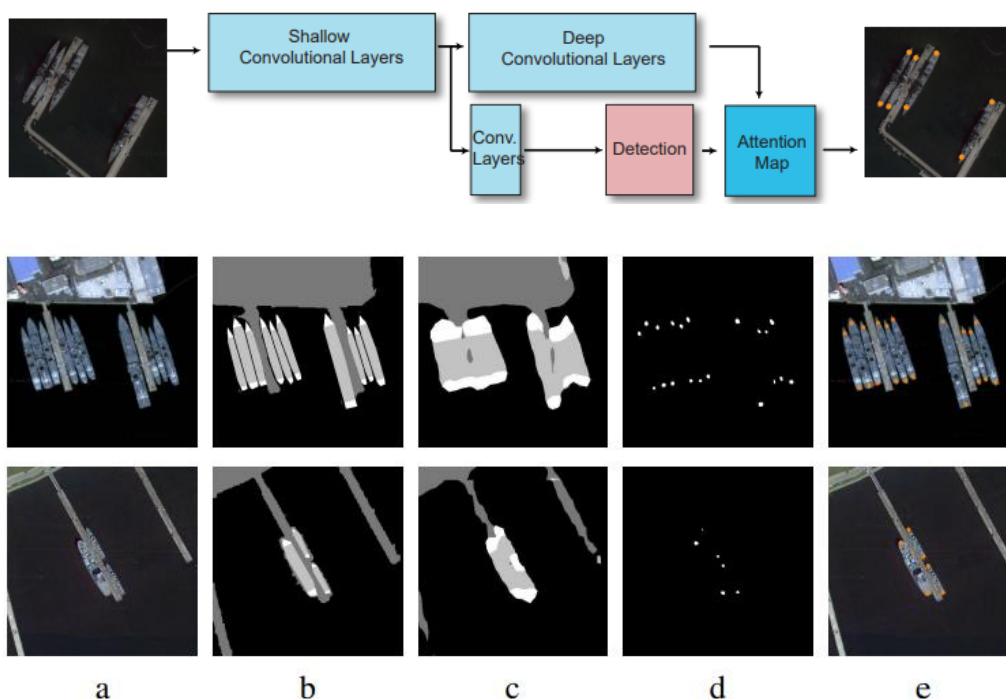 Shallow
Convolutional Layers
Deep
Convolutional Layers
Conv.
Layers
Detection
Attention
Map
a b c d e